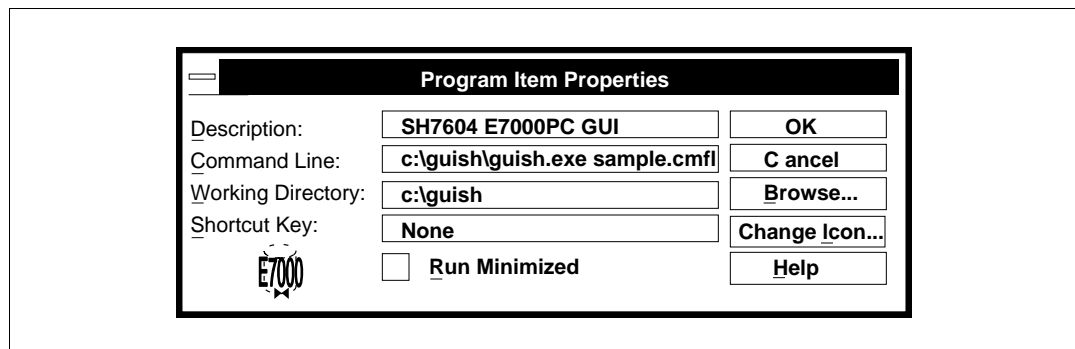 Program Item Properties
Description: SH7604 E7000PC GUI OK
Command Line: c:\guish\guish.exe sample.cmfl C ancel
Working Directory: c:\guish Browse...
Shortcut Key: None Change Icon...
E7000 Run Minimized Help